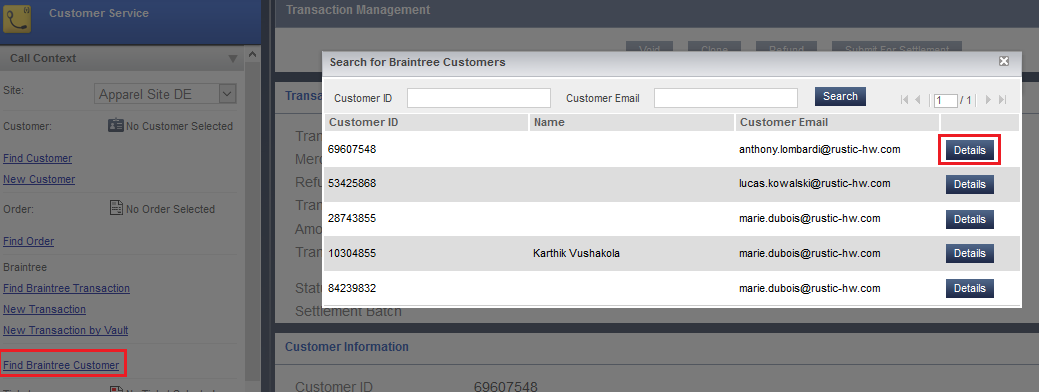 Customer Service
Call Context
Site:
Apparel Site DE
Customer:
No Customer Selected
Find Customer
New Customer
Order:
No Order Selected
Find Order
Braintree
Find Braintree Transaction
New Transaction
New Transaction by Vault
Find Braintree Customer
Transaction Management
Void Clone Refund Submit For Settlement
Search for Braintree Customers
Customer ID Customer Email Search 1 / 1
Customer ID Name Customer Email
69607548 anthony.lombardi@rustic-hw.com Details
53425868 lucas.kowalski@rustic-hw.com Details
28743855 marie.dubois@rustic-hw.com Details
10304855 Karthik Vushakola marie.dubois@rustic-hw.com Details
84239832 marie.dubois@rustic-hw.com Details
Settlement Batch
Customer Information
Customer ID 69607548